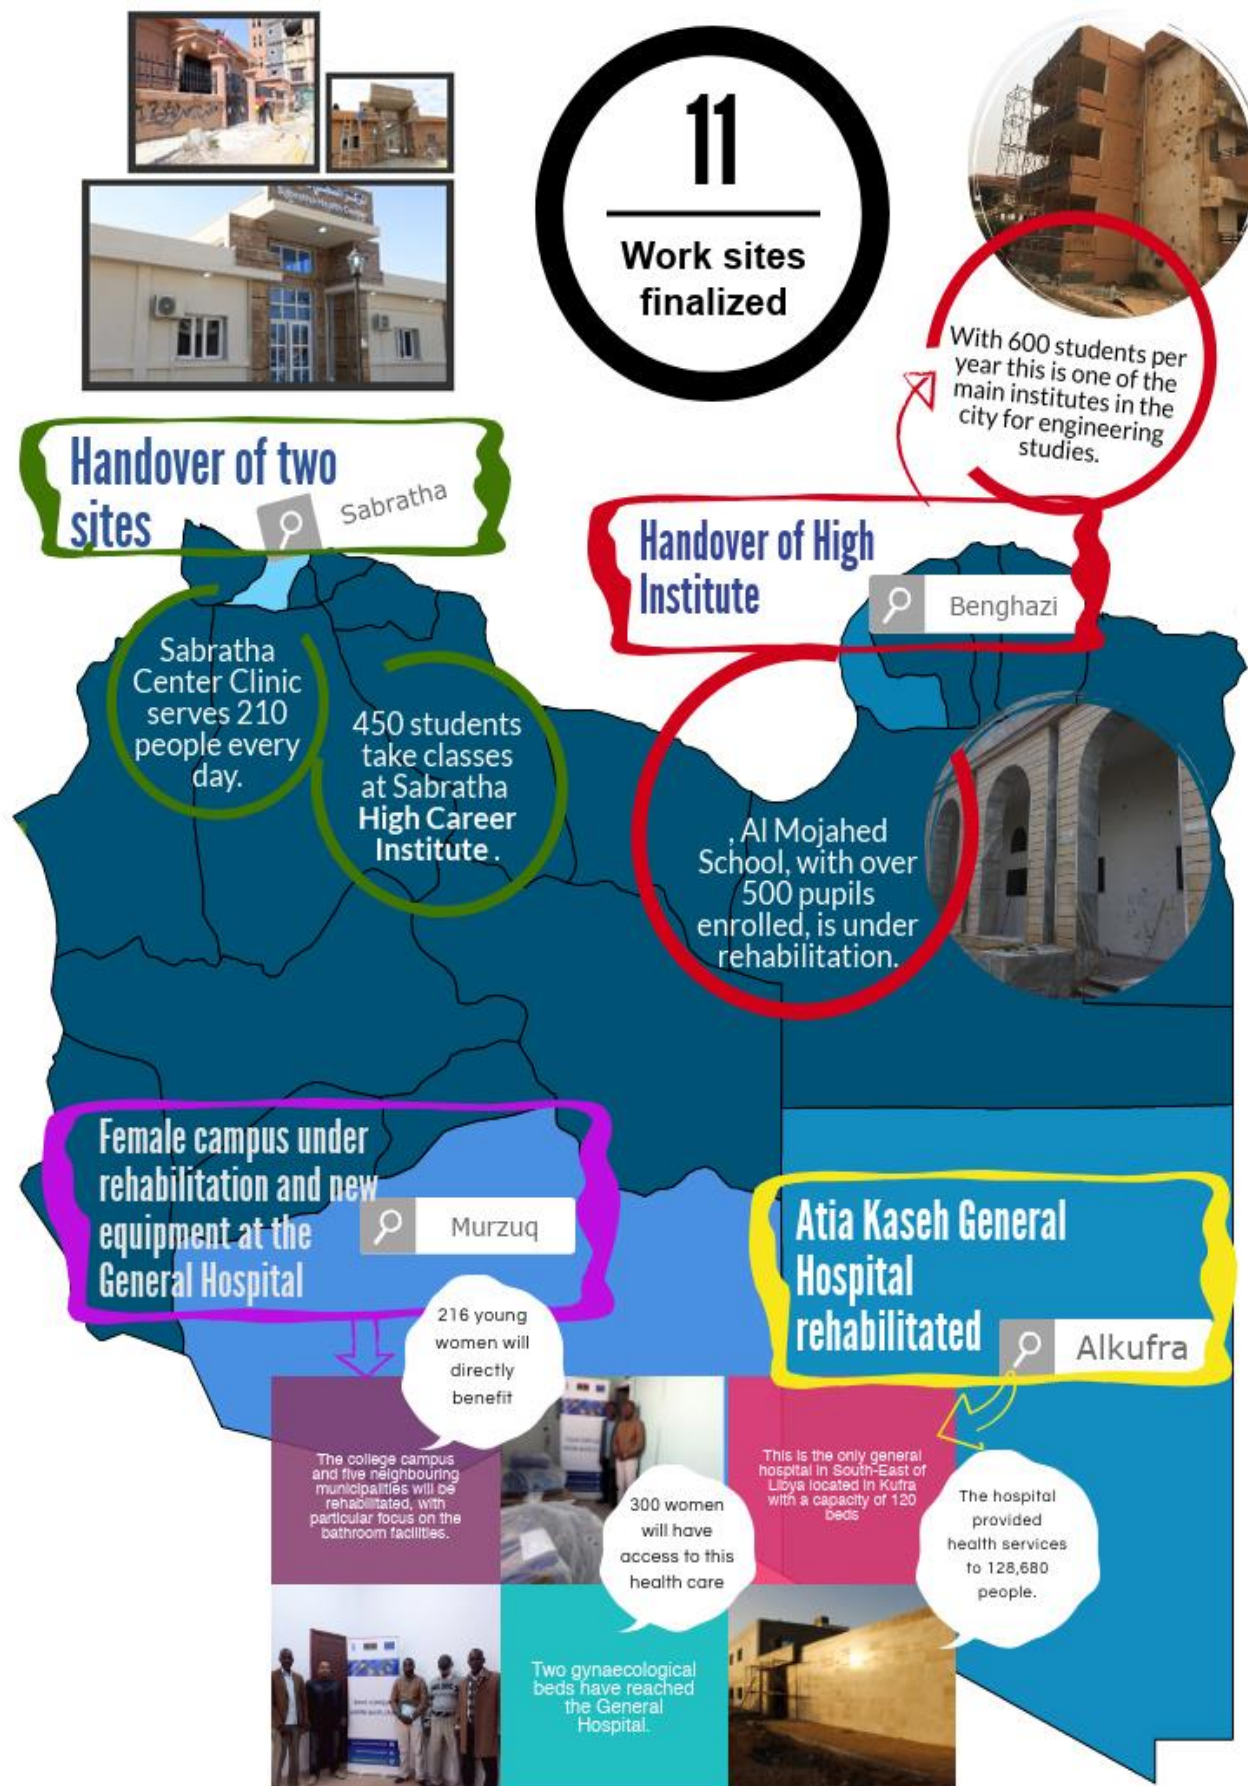 Sabratha Health Center
11
Work sites
finalized
With 600 students per
year this is one of the
main institutes in the
city for engineering
studies.
Handover of two
sites
Sabratha
Handover of High
Institute
Benghazi
Sabratha
Center Clinic
serves 210
people every
day.
450 students
take classes
at Sabratha
High Career
Institute .
, Al Mojahed
School, with over
500 pupils
enrolled, is under
rehabilitation.
Female campus under
rehabilitation and new
equipment at the
General Hospital
Murzuq
Atia Kaseh General
Hospital
rehabilitated
Alkufra
216 young
women will
directly
benefit
The college campus
and five neighbouring
municipalities will be
rehabilitated, with
particular focus on the
bathroom facilities.
300 women
will have
access to this
health care
This is the only general
hospital in South-East of
Libya located in Kufra
with a capacity of 120
beds
The hospital
provided
health services
to 128,680
people.
Two gynaecological
beds have reached
the General
Hospital.